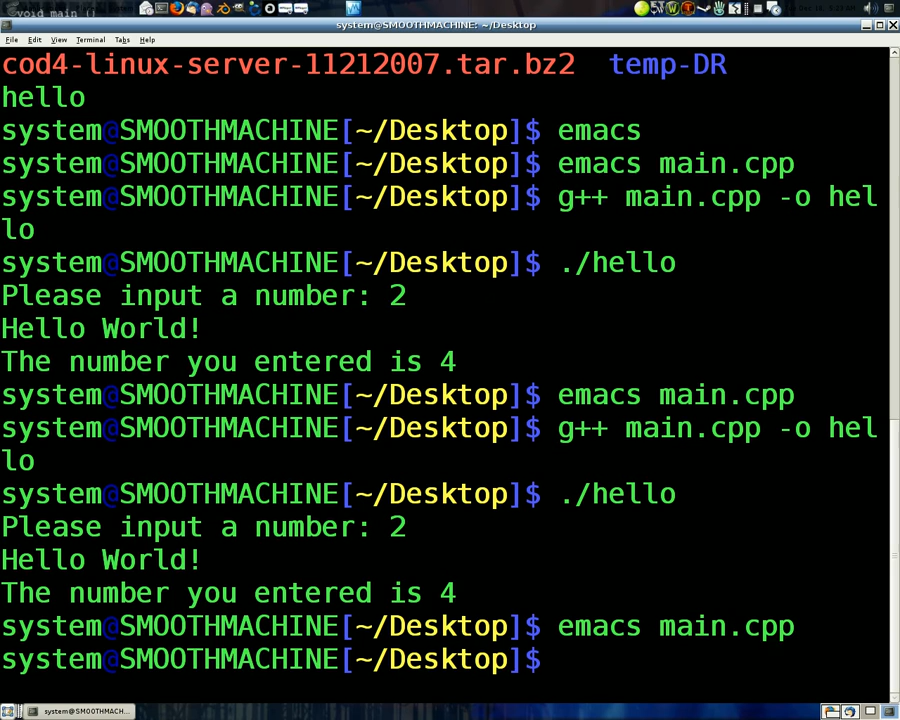 void main ()
system@SMOOTHMACHINE: ~/Desktop
File Edit View Terminal Tabs Help
cod4-linux-server-11212007.tar.bz2 temp-DR
hello
system@SMOOTHMACHINE[~/Desktop]$ emacs
system@SMOOTHMACHINE[~/Desktop]$ emacs main.cpp
system@SMOOTHMACHINE[~/Desktop]$ g++ main.cpp -o hel
lo
system@SMOOTHMACHINE[~/Desktop]$ ./hello
Please input a number: 2
Hello World!
The number you entered is 4
system@SMOOTHMACHINE[~/Desktop]$ emacs main.cpp
system@SMOOTHMACHINE[~/Desktop]$ g++ main.cpp -o hel
lo
system@SMOOTHMACHINE[~/Desktop]$ ./hello
Please input a number: 2
Hello World!
The number you entered is 4
system@SMOOTHMACHINE[~/Desktop]$ emacs main.cpp
system@SMOOTHMACHINE[~/Desktop]$
system@SMOOTHMACH...